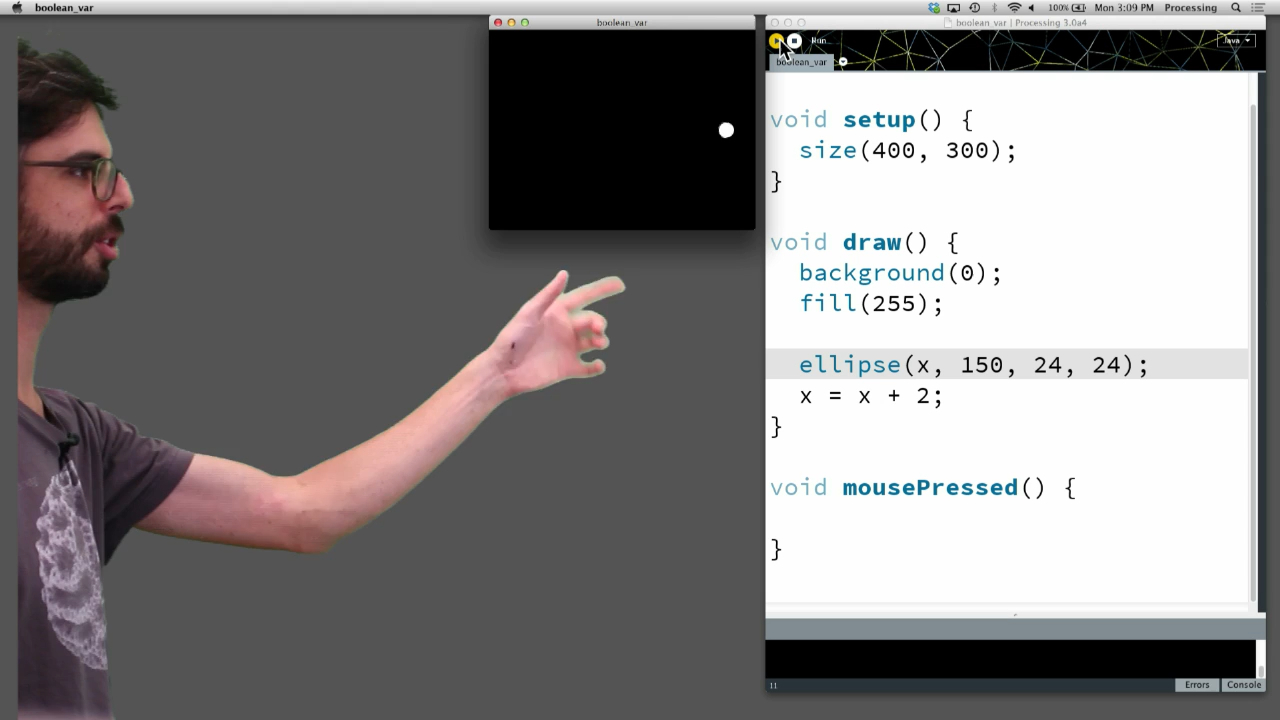 boolean_var
100% Mon 3:09 PM Processing
boolean_var
boolean_var | Processing 3.0a4
Run
Java
boolean_var
void setup() {
size(400, 300);
}
void draw() {
background(0);
fill(255);
ellipse(x, 150, 24, 24);
x = x + 2;
}
void mousePressed() {
}
11
Errors Console